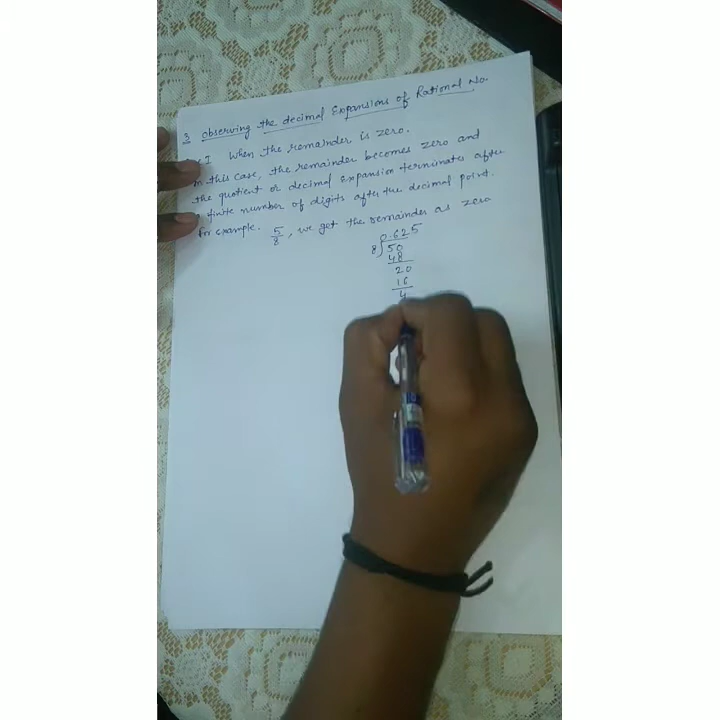 3 Observing the decimal Expansions of Rational No.
I When the remainder is zero.
In this case, the remainder becomes zero and
the quotient or decimal Expansion terminates after
finite number of digits after the decimal point.
For example. 5/8, we get the remainder as zero
0.625
8)50
48
20
16
4